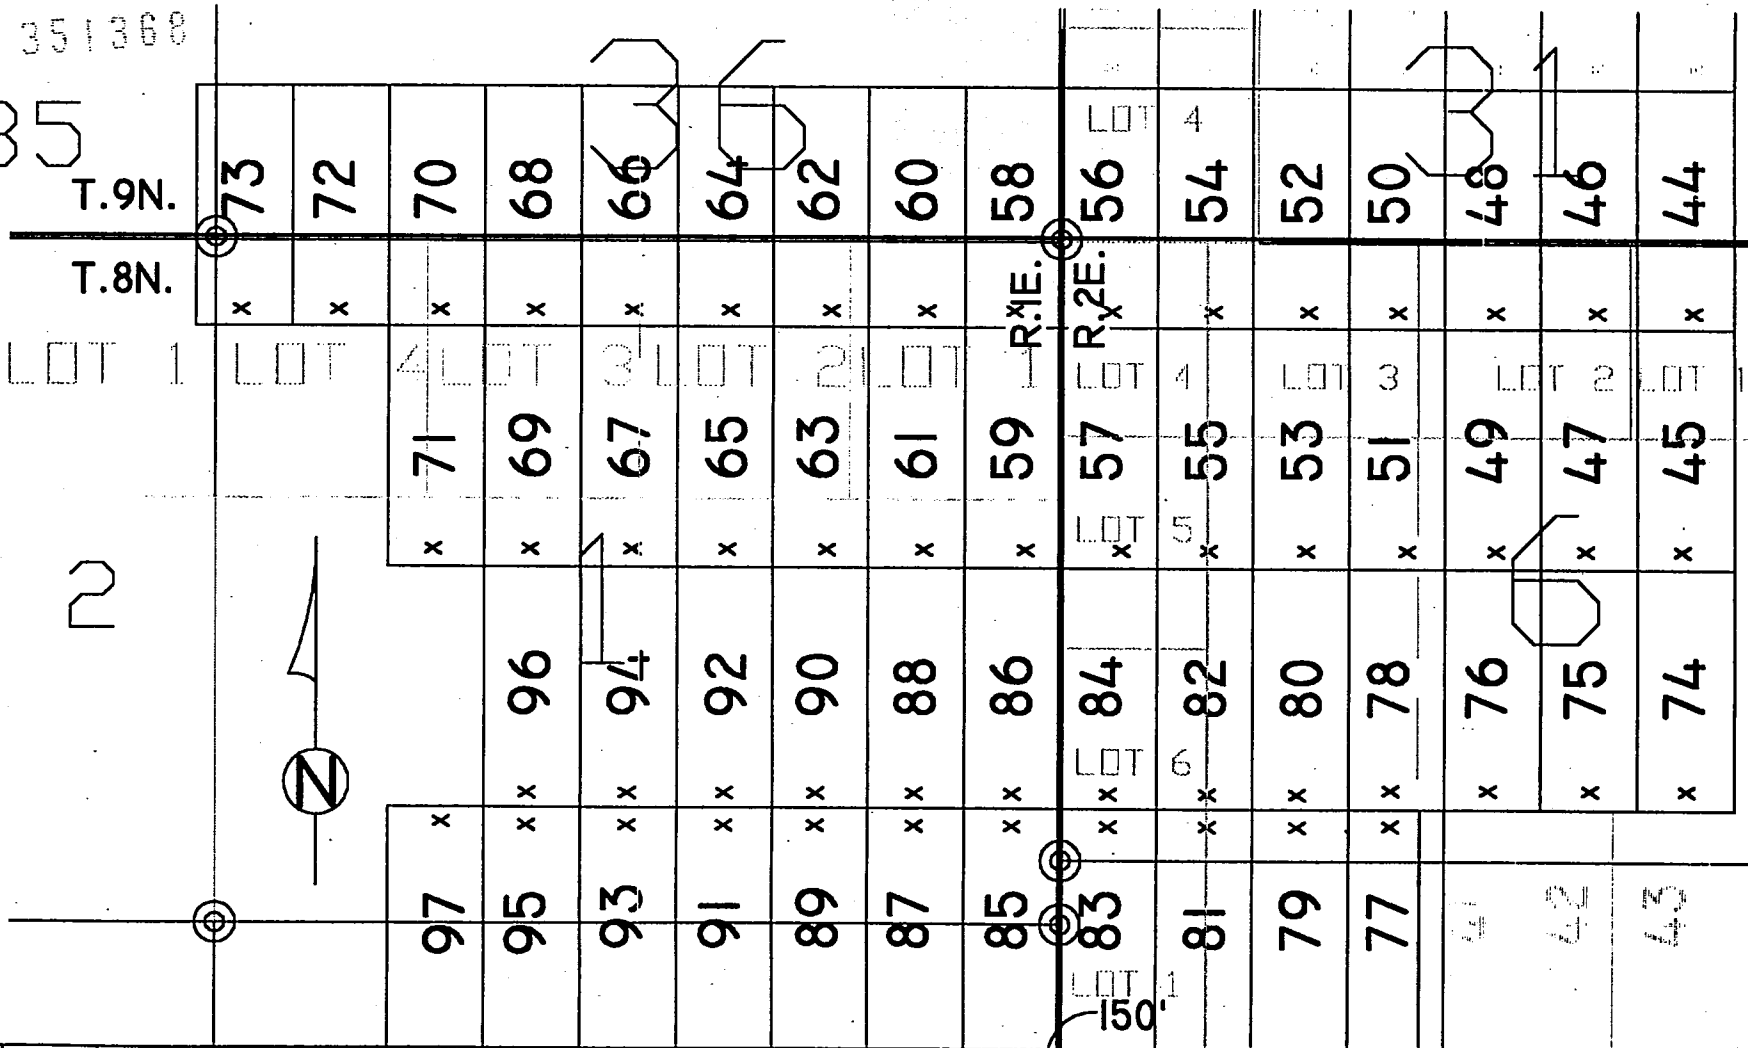 351368
35 36 31
LOT 4
T.9N. 73 72 70 68 66 64 62 60 58 56 54 52 50 48 46 44
T.8N. R.1E. R.2E.
x x x x x x x x x x x x x x x x
LOT 1 LOT 4 LOT 3 LOT 2 LOT 1 LOT 4 LOT 3 LOT 2 LOT 1
71 69 67 65 63 61 59 57 55 53 51 49 47 45
LOT 5
x x x x x x x x x x x x x x
2 1 6
96 94 92 90 88 86 84 82 80 78 76 75 74
LOT 6
N
x x x x x x x x x x x x
x x x x x x x x x x x
97 95 93 91 89 87 85 83 81 79 77 42 43
LOT 1
150'